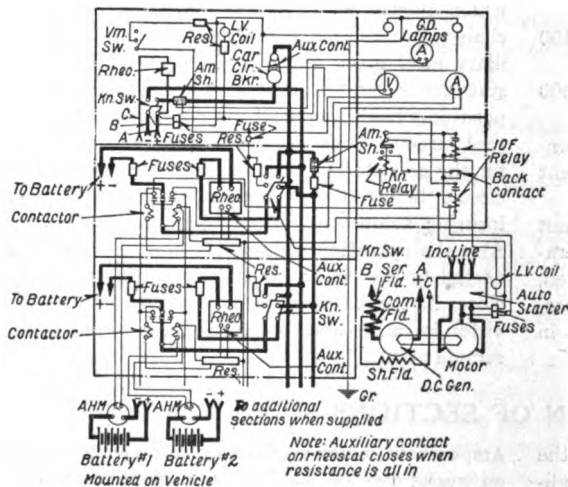 Vm. Sw.
Res.
L.V. Coil
Aux. Cont.
G.D. Lamps
Rheo.
Am. Sh.
Car Cir. Bkr.
A
V
A
Kn. Sw.
C
B
A
Fuses
Fuse
Res.
Am. Sh.
Kn. Relay
10F Relay
Fuses
Fuse
Back Contact
To Battery
+ -
Rheo
Contactor
Kn. Sw.
Inc. Line
Res.
Aux. Cont.
B
Ser. Fld.
A
+
C
L.V. Coil
Fuses
Com. Fld.
Auto Starter
To Battery
+ -
Rheo
Kn. Sw.
Fuses
Contactor
Aux. Cont.
Motor
Res.
Sh. Fld.
D.C. Gen.
Gr.
AHM
- +
AHM
- +
To additional sections when supplied
Battery #1
Battery #2
Mounted on Vehicle
Note: Auxiliary contact
on rheostat closes when
resistance is all in
N OF SECTION
the